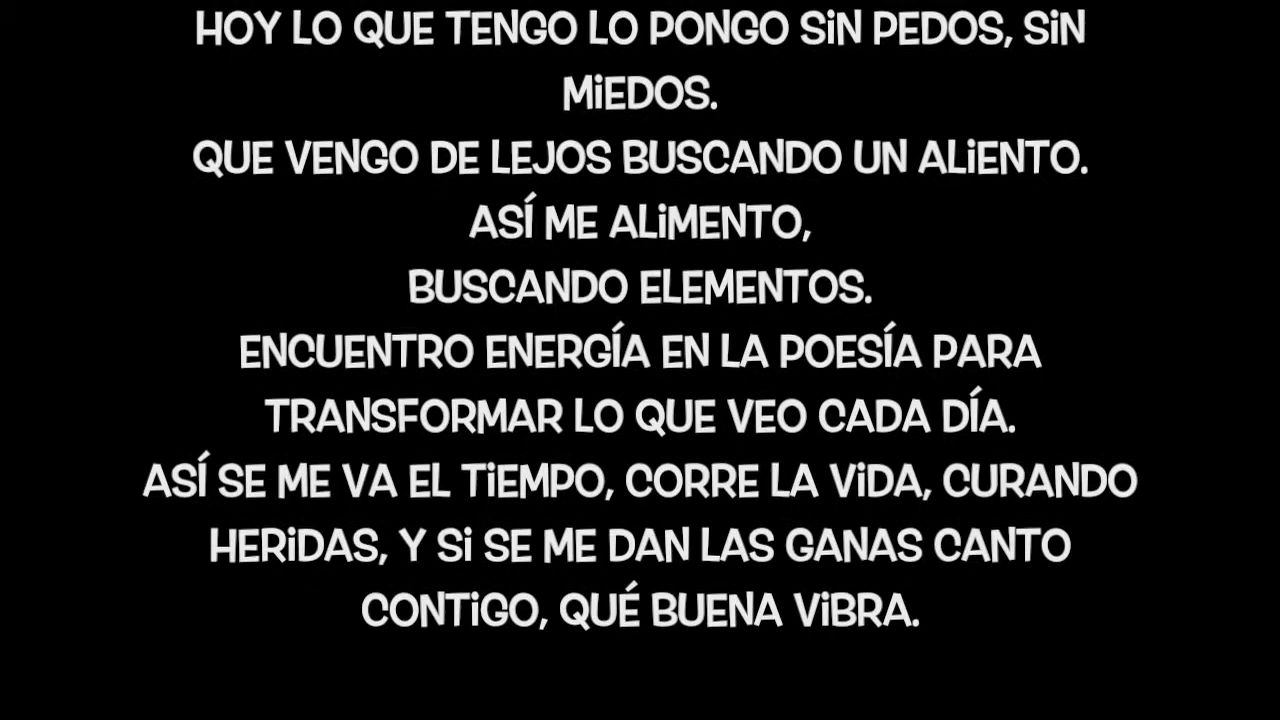 HOY LO QUE TENGO LO PONGO SiN PEDOS, SiN
MiEDOS.
QUE VENGO DE LEJOS BUSCANDO UN ALiENTO.
ASÍ ME ALiMENTO,
BUSCANDO ELEMENTOS.
ENCUENTRO ENERGÍA EN LA POESÍA PARA
TRANSFORMAR LO QUE VEO CADA DÍA.
ASÍ SE ME VA EL TiEMPO, CORRE LA ViDA, CURANDO
HERiDAS, Y Si SE ME DAN LAS GANAS CANTO
CONTiGO, QUÉ BUENA ViBRA.